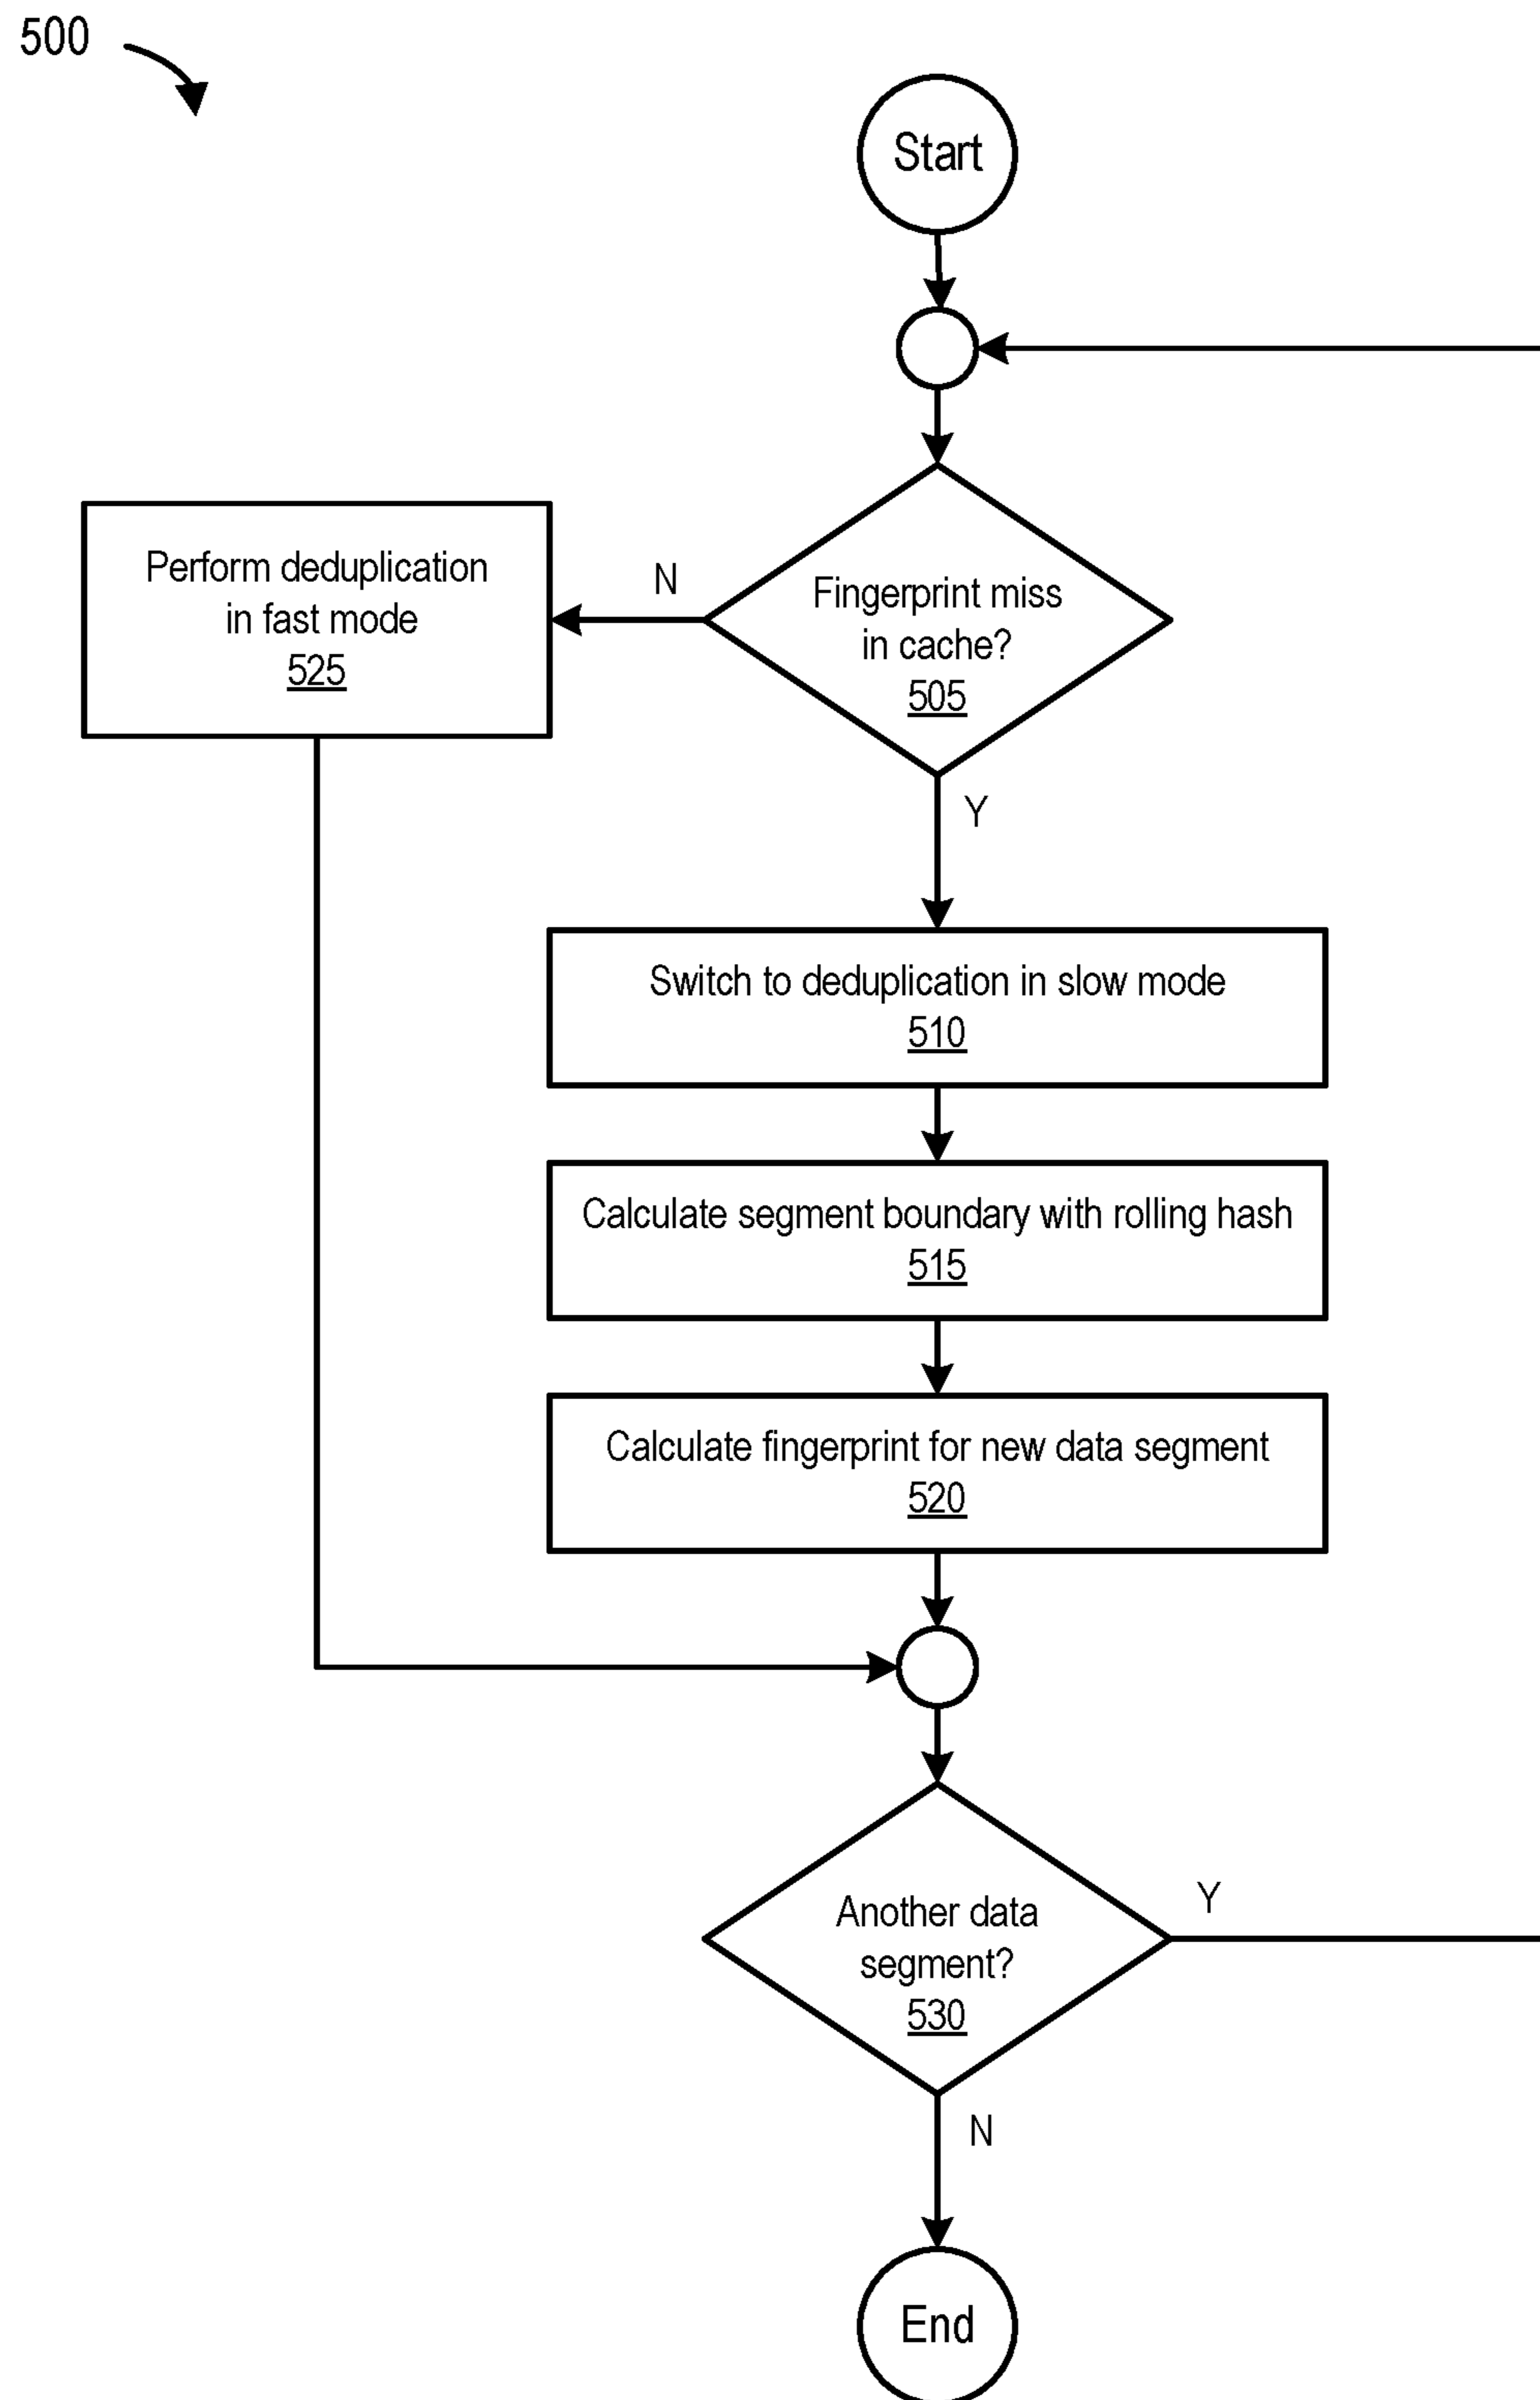 500
Start
Fingerprint miss
in cache?
505
N
Perform deduplication
in fast mode
525
Y
Switch to deduplication in slow mode
510
Calculate segment boundary with rolling hash
515
Calculate fingerprint for new data segment
520
Another data
segment?
530
Y
N
End